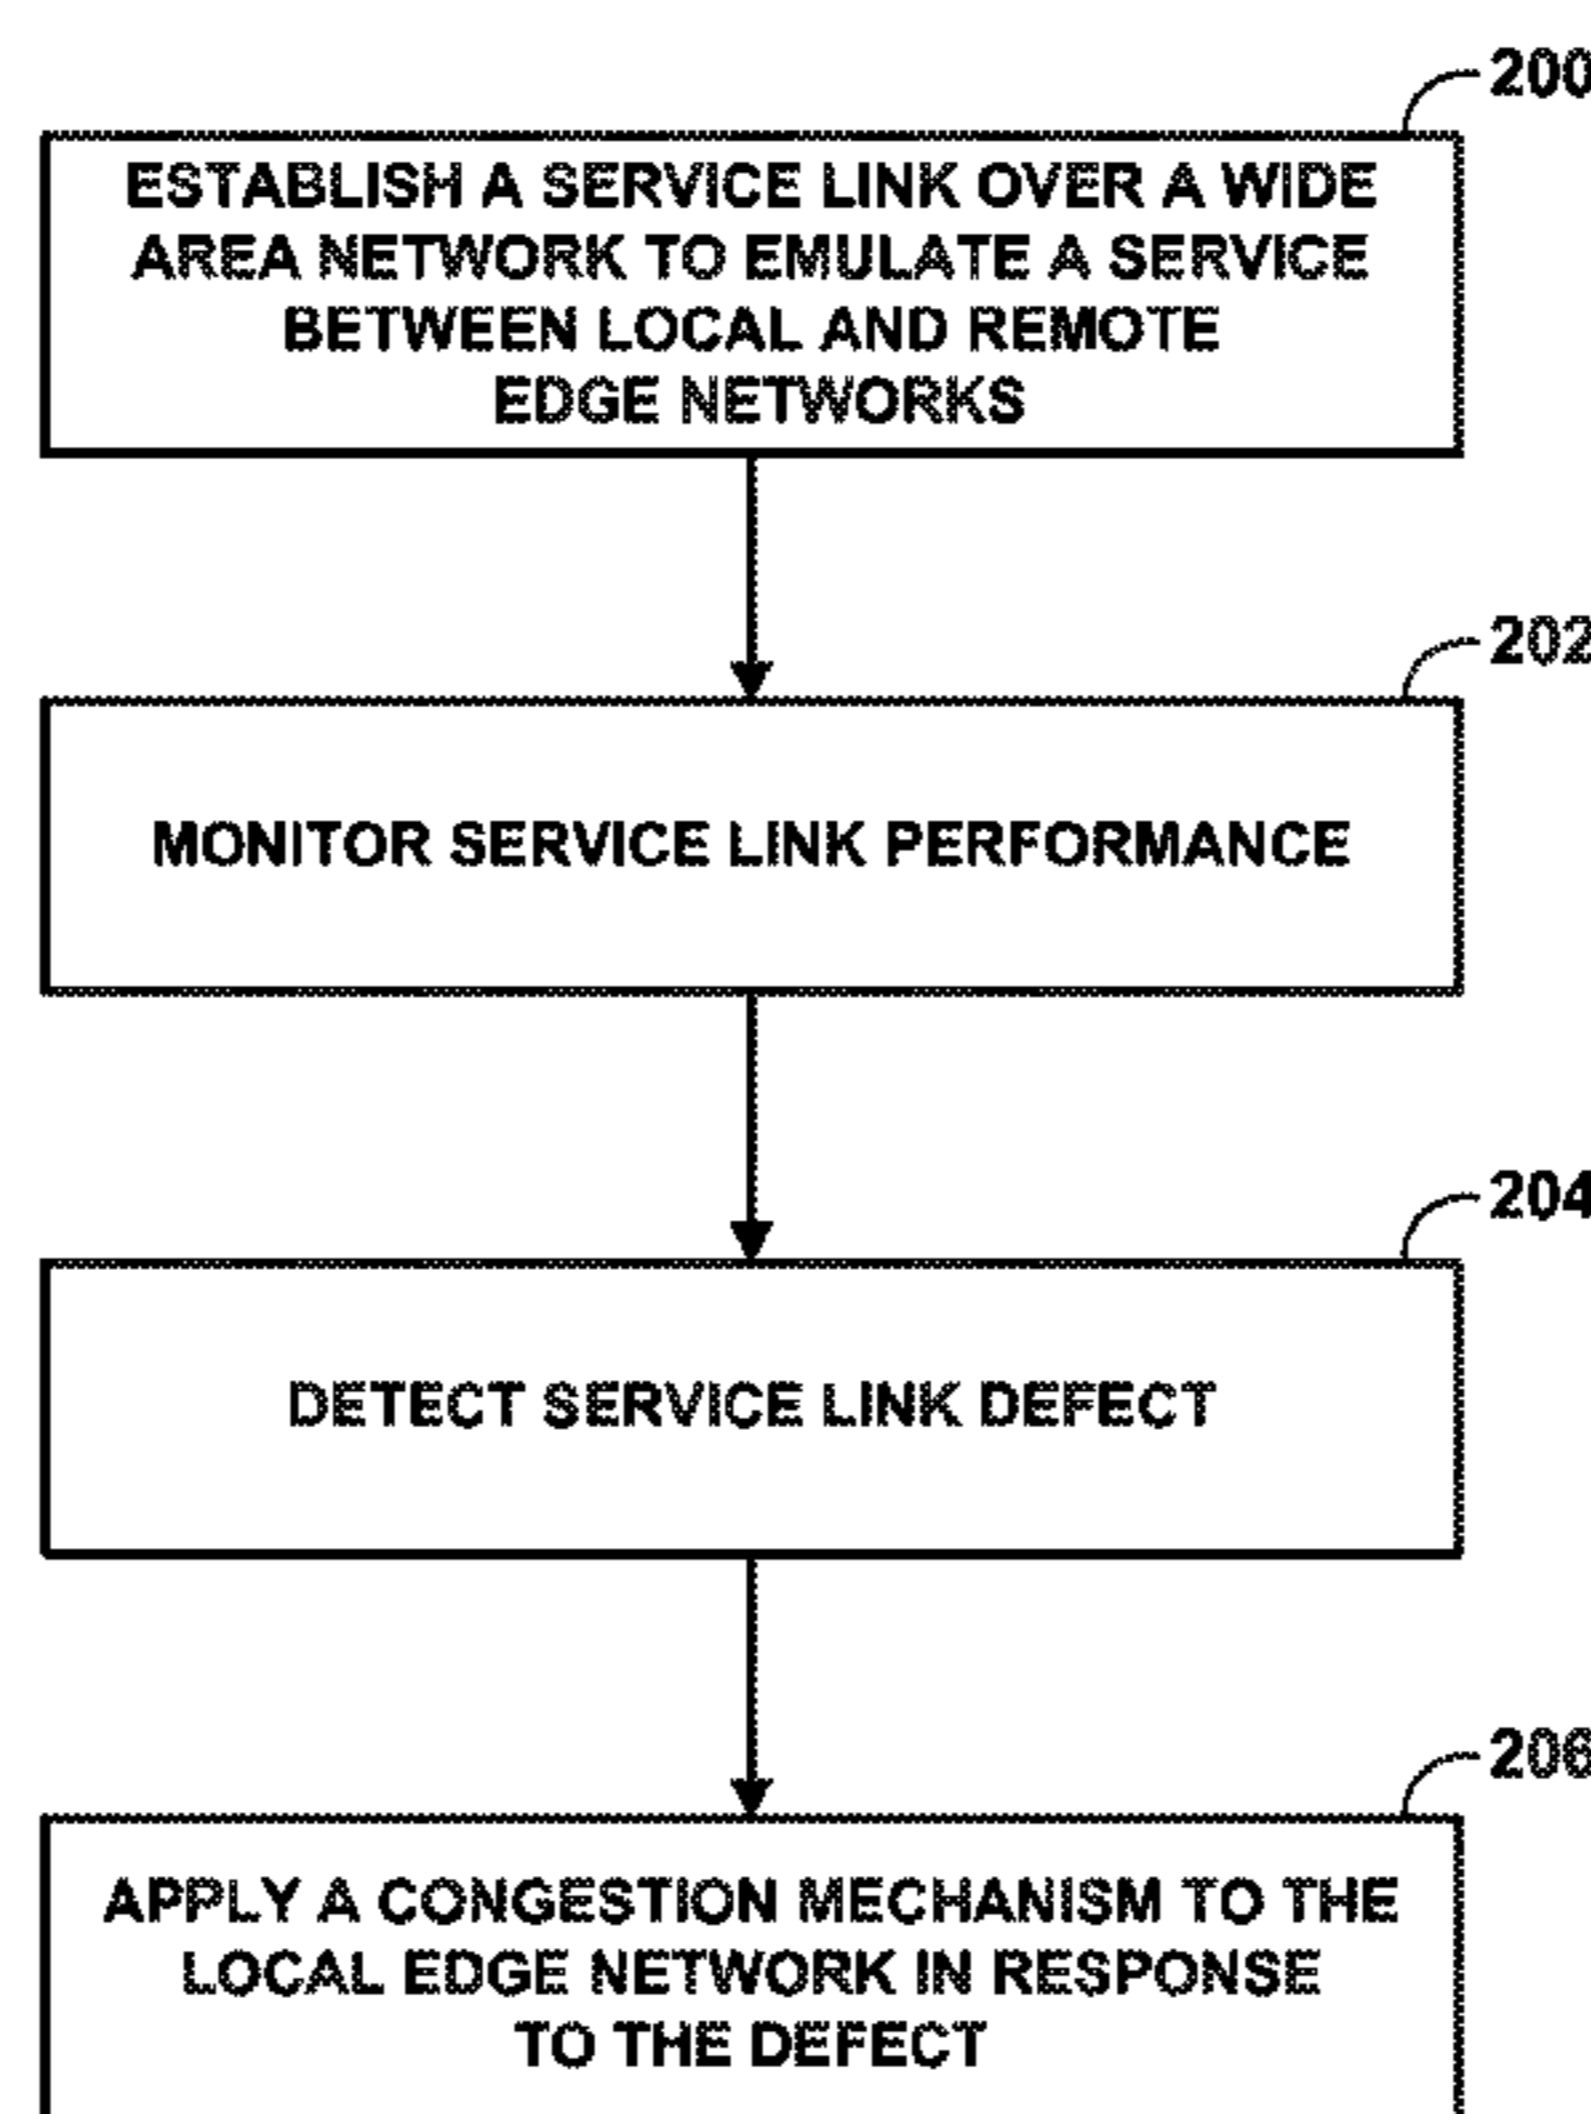 200
ESTABLISH A SERVICE LINK OVER A WIDE
AREA NETWORK TO EMULATE A SERVICE
BETWEEN LOCAL AND REMOTE
EDGE NETWORKS
202
MONITOR SERVICE LINK PERFORMANCE
204
DETECT SERVICE LINK DEFECT
206
APPLY A CONGESTION MECHANISM TO THE
LOCAL EDGE NETWORK IN RESPONSE
TO THE DEFECT